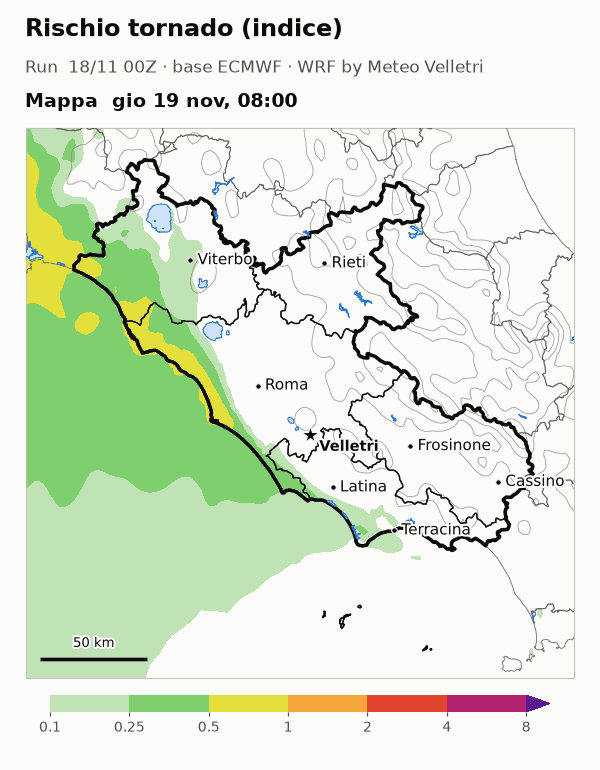 Rischio tornado (indice)
Run  18/11 00Z · base ECMWF · WRF by Meteo Velletri
Mappa  gio 19 nov, 08:00
Viterbo
Rieti
Roma
Velletri
Frosinone
Latina
Cassino
Terracina
50 km
0.1 0.25 0.5 1 2 4 8